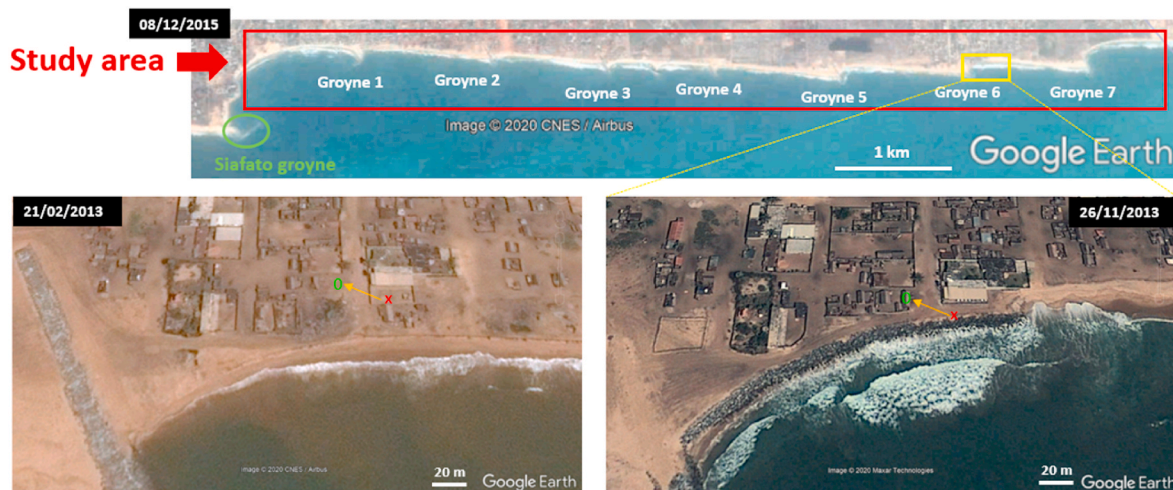 08/12/2015
Study area
Groyne 1
Groyne 2
Groyne 3
Groyne 4
Groyne 5
Groyne 6
Groyne 7
Image © 2020 CNES / Airbus
Siafato groyne
1 km
Google Earth
21/02/2013
0
x
image © 2020 CNES / Airbus
20 m
Google Earth
26/11/2013
0
x
Image © 2020 Maxar Technologies
20 m
Google Earth